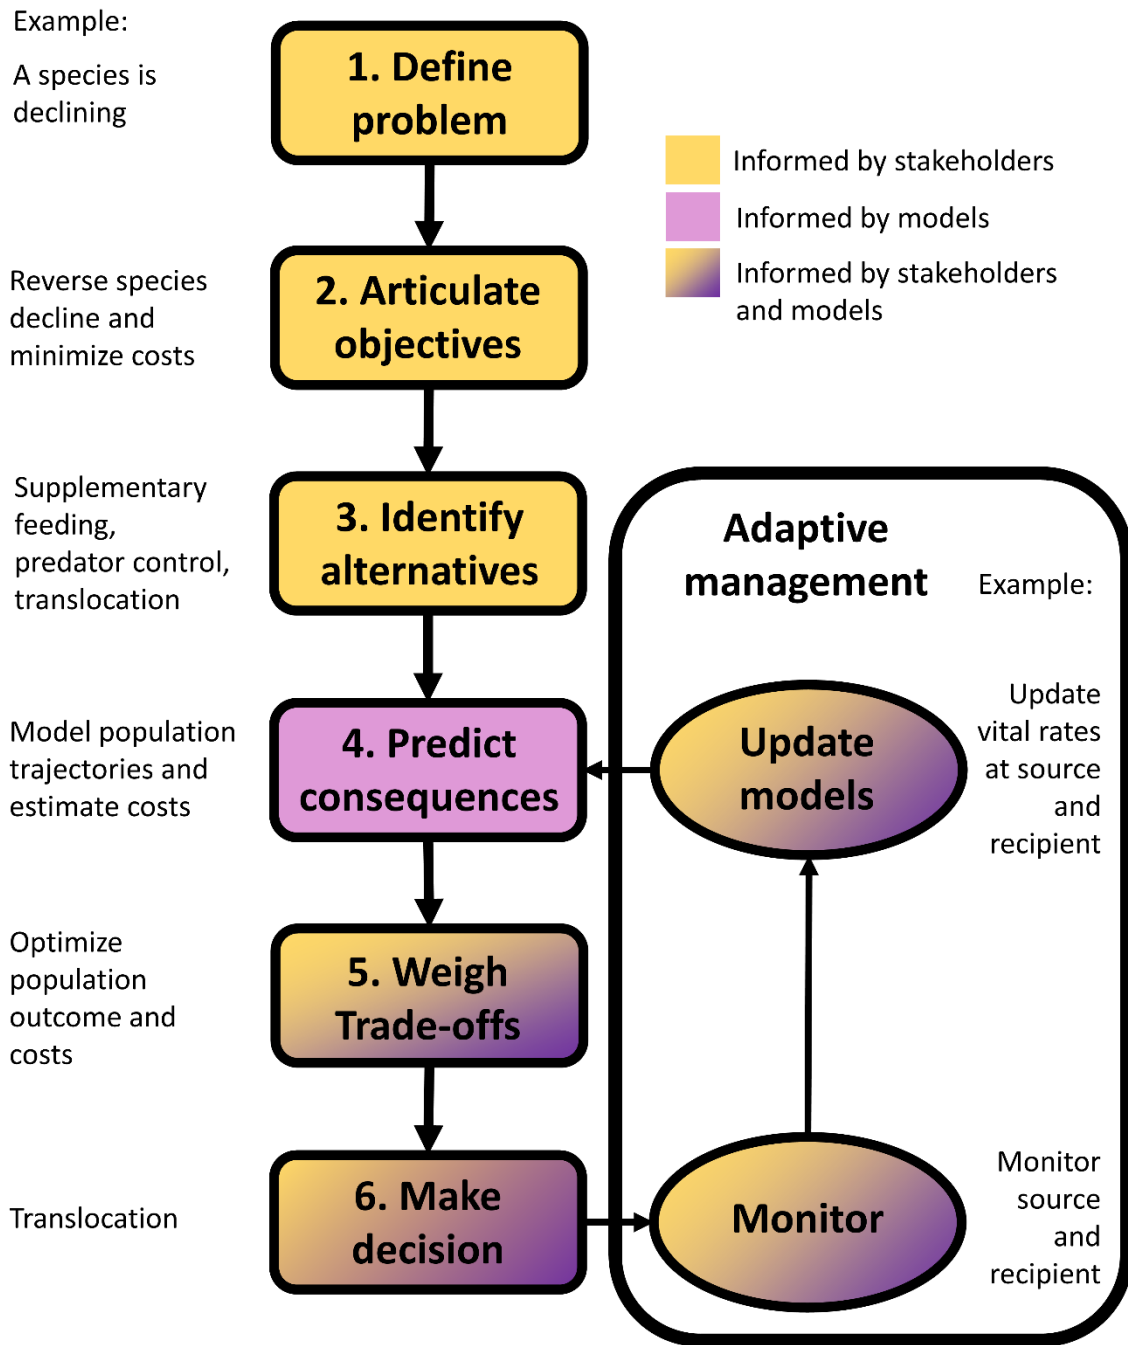 Example:
A species is
declining
1. Define
problem
Informed by stakeholders
Informed by models
Informed by stakeholders
and models
Reverse species
decline and
minimize costs
2. Articulate
objectives
Supplementary
feeding,
predator control,
translocation
3. Identify
alternatives
Adaptive
management
Example:
Model population
trajectories and
estimate costs
4. Predict
consequences
Update
models
Update
vital rates
at source
and
recipient
Optimize
population
outcome and
costs
5. Weigh
Trade-offs
Translocation
6. Make
decision
Monitor
Monitor
source
and
recipient